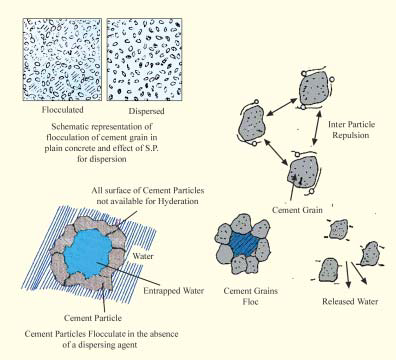 Flocculated
Dispersed
Schematic representation of
flocculation of cement grain in
plain concrete and effect of S.P.
for dispersion
Inter Particle
Repulsion
Cement Grain
All surface of Cement Particles
not available for Hyderation
Water
Entrapped Water
Cement Particle
Cement Particles Flocculate in the absence
of a dispersing agent
Cement Grains
Floc
Released Water